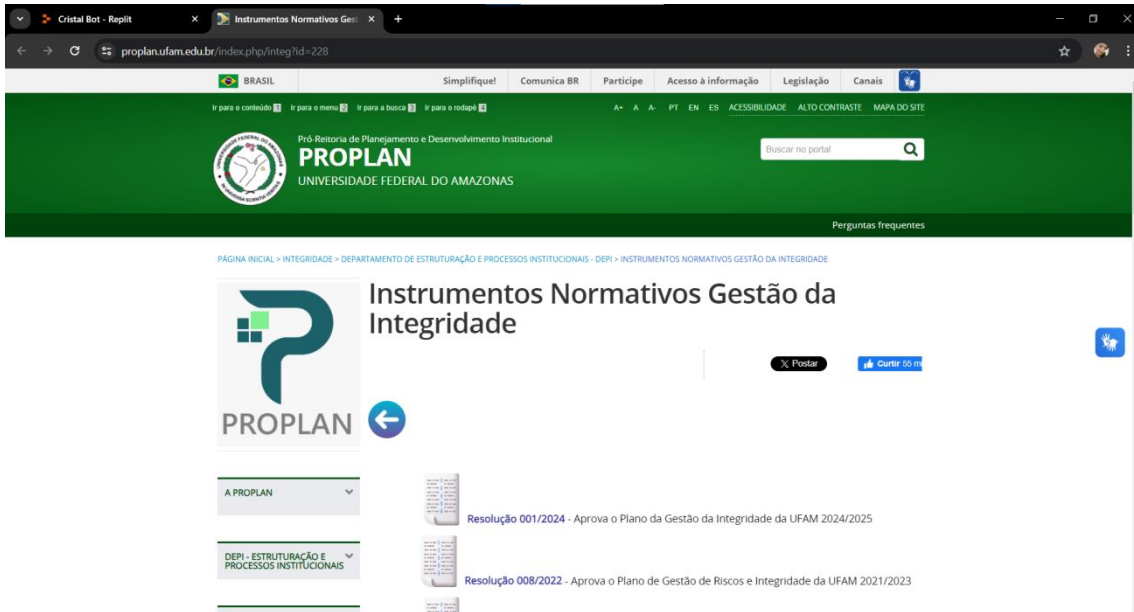 Cristal Bot - Replit
Instrumentos Normativos Gest
proplan.ufam.edu.br/index.php/integ?id=228
BRASIL Simplifique! Comunica BR Participe Acesso à informação Legislação Canais
Ir para o conteúdo 1 Ir para o menu 2 Ir para a busca 3 Ir para o rodapé 4 A+ A A- PT EN ES ACESSIBILIDADE ALTO CONTRASTE MAPA DO SITE
Pró-Reitoria de Planejamento e Desenvolvimento Institucional
PROPLAN
UNIVERSIDADE FEDERAL DO AMAZONAS
Buscar no portal
Perguntas frequentes
PÁGINA INICIAL > INTEGRIDADE > DEPARTAMENTO DE ESTRUTURAÇÃO E PROCESSOS INSTITUCIONAIS - DEPI > INSTRUMENTOS NORMATIVOS GESTÃO DA INTEGRIDADE
PROPLAN
Instrumentos Normativos Gestão da
Integridade
X Postar
Curtir 55 m
A PROPLAN
DEPI - ESTRUTURAÇÃO E
PROCESSOS INSTITUCIONAIS
Resolução 001/2024 - Aprova o Plano da Gestão da Integridade da UFAM 2024/2025
Resolução 008/2022 - Aprova o Plano de Gestão de Riscos e Integridade da UFAM 2021/2023